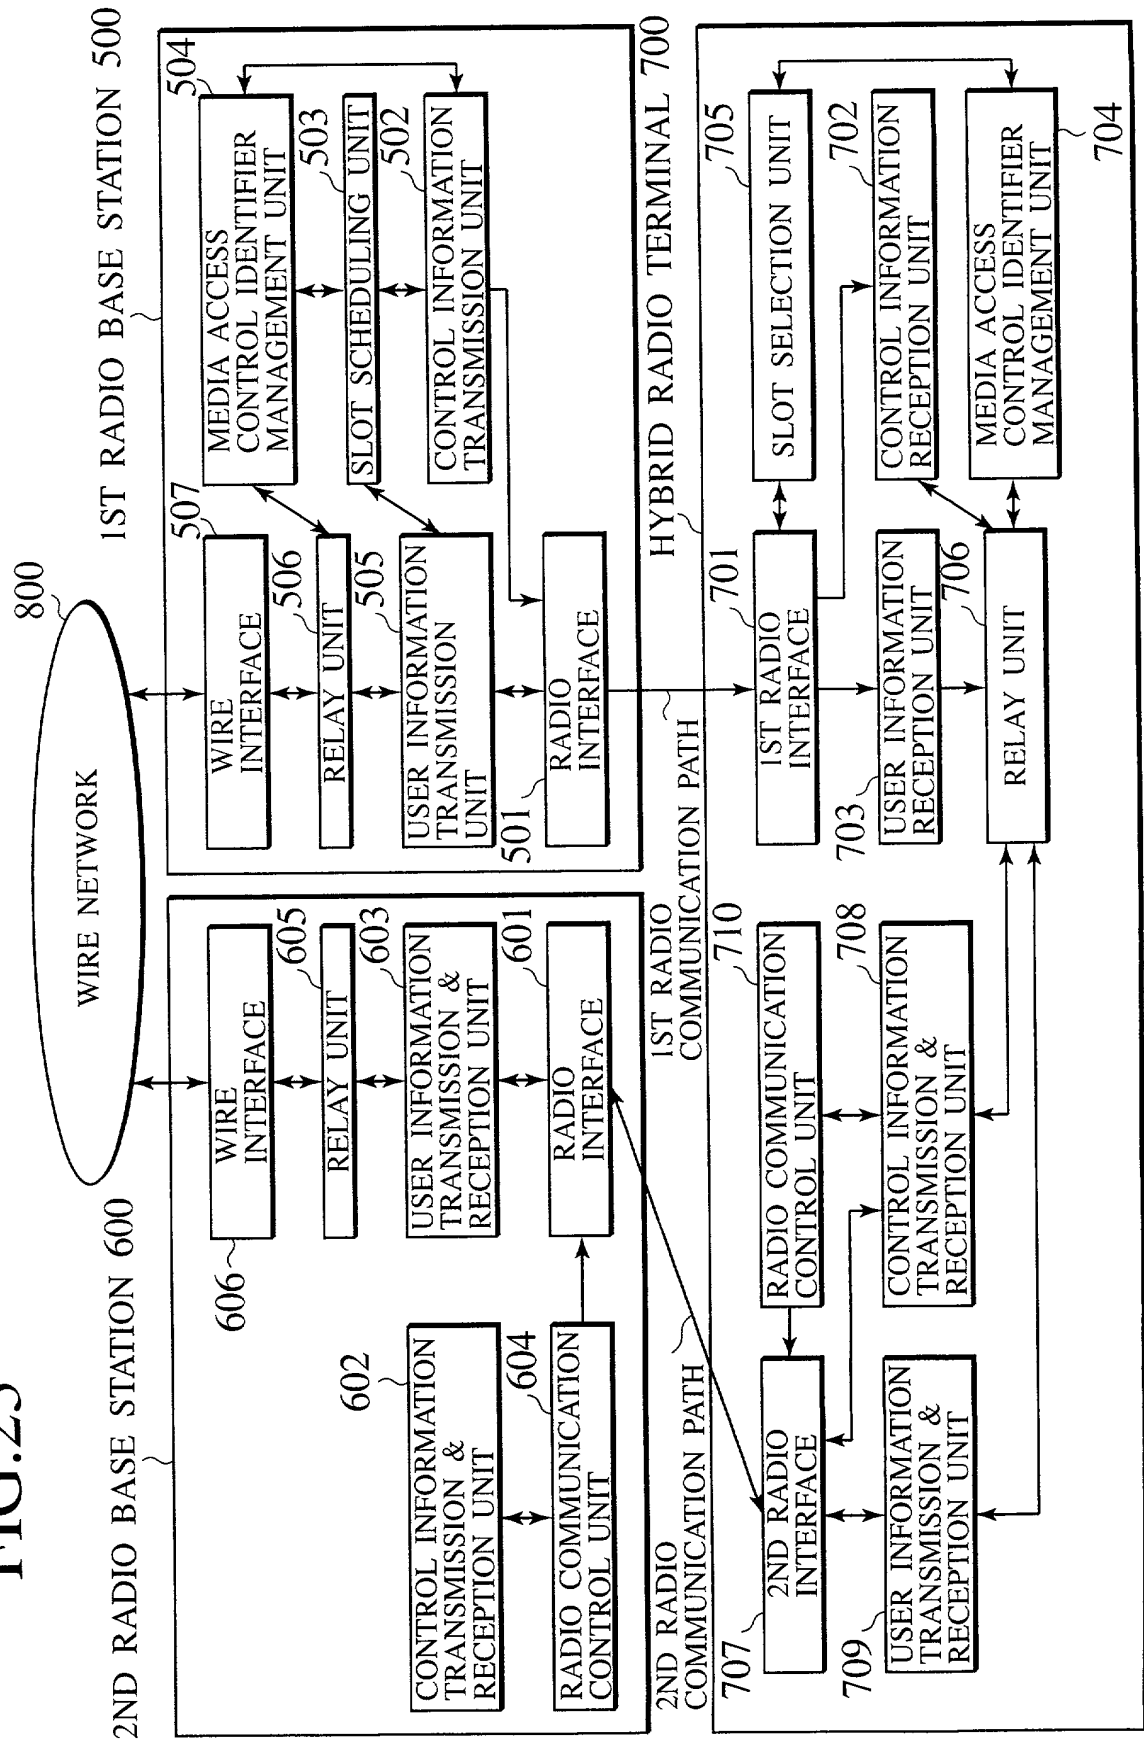 FIG.23
800
WIRE NETWORK
2ND RADIO BASE STATION 600
606
WIRE
INTERFACE
605
RELAY UNIT
603
USER INFORMATION
TRANSMISSION &
RECEPTION UNIT
601
RADIO
INTERFACE
602
CONTROL INFORMATION
TRANSMISSION &
RECEPTION UNIT
604
RADIO COMMUNICATION
CONTROL UNIT
1ST RADIO BASE STATION 500
507
WIRE
INTERFACE
506
RELAY UNIT
505
USER INFORMATION
TRANSMISSION
UNIT
501
RADIO
INTERFACE
504
MEDIA ACCESS
CONTROL IDENTIFIER
MANAGEMENT UNIT
503
SLOT SCHEDULING UNIT
502
CONTROL INFORMATION
TRANSMISSION UNIT
2ND RADIO
COMMUNICATION PATH
1ST RADIO
COMMUNICATION PATH
HYBRID RADIO TERMINAL 700
707
2ND RADIO
INTERFACE
709
USER INFORMATION
TRANSMISSION &
RECEPTION UNIT
710
RADIO COMMUNICATION
CONTROL UNIT
708
CONTROL INFORMATION
TRANSMISSION &
RECEPTION UNIT
701
1ST RADIO
INTERFACE
703
USER INFORMATION
RECEPTION UNIT
706
RELAY UNIT
705
SLOT SELECTION UNIT
702
CONTROL INFORMATION
RECEPTION UNIT
MEDIA ACCESS
CONTROL IDENTIFIER
MANAGEMENT UNIT
704